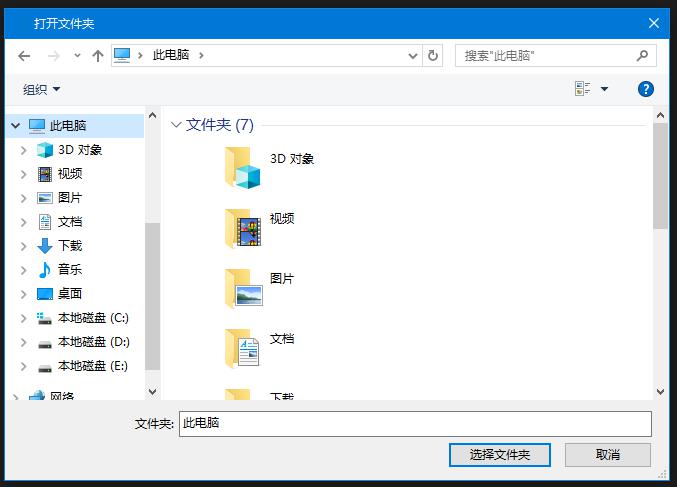 打开文件夹
此电脑
搜索"此电脑"
组织
此电脑
3D 对象
视频
图片
文档
下载
音乐
桌面
本地磁盘 (C:)
本地磁盘 (D:)
本地磁盘 (E:)
网络
文件夹 (7)
3D 对象
视频
图片
文档
下载
文件夹: 此电脑
选择文件夹 取消